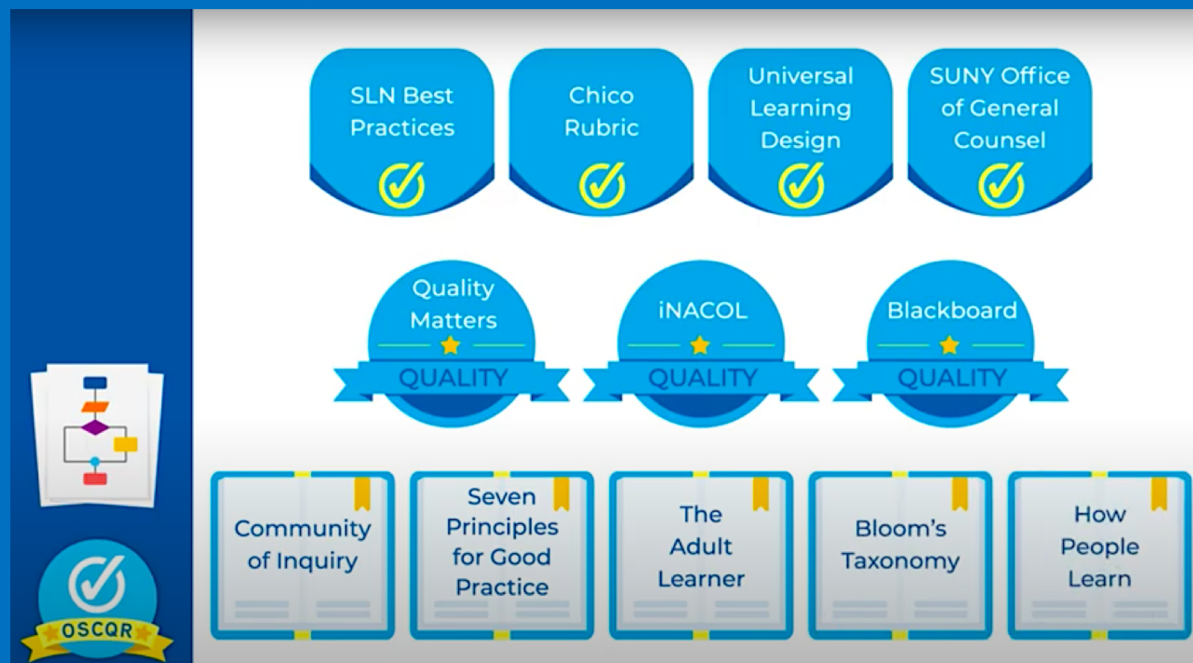 SLN Best
Practices
Chico
Rubric
Universal
Learning
Design
SUNY Office
of General
Counsel
Quality
Matters
QUALITY
iNACOL
QUALITY
Blackboard
QUALITY
Community
of Inquiry
Seven
Principles
for Good
Practice
The
Adult
Learner
Bloom's
Taxonomy
How
People
Learn
OSCQR